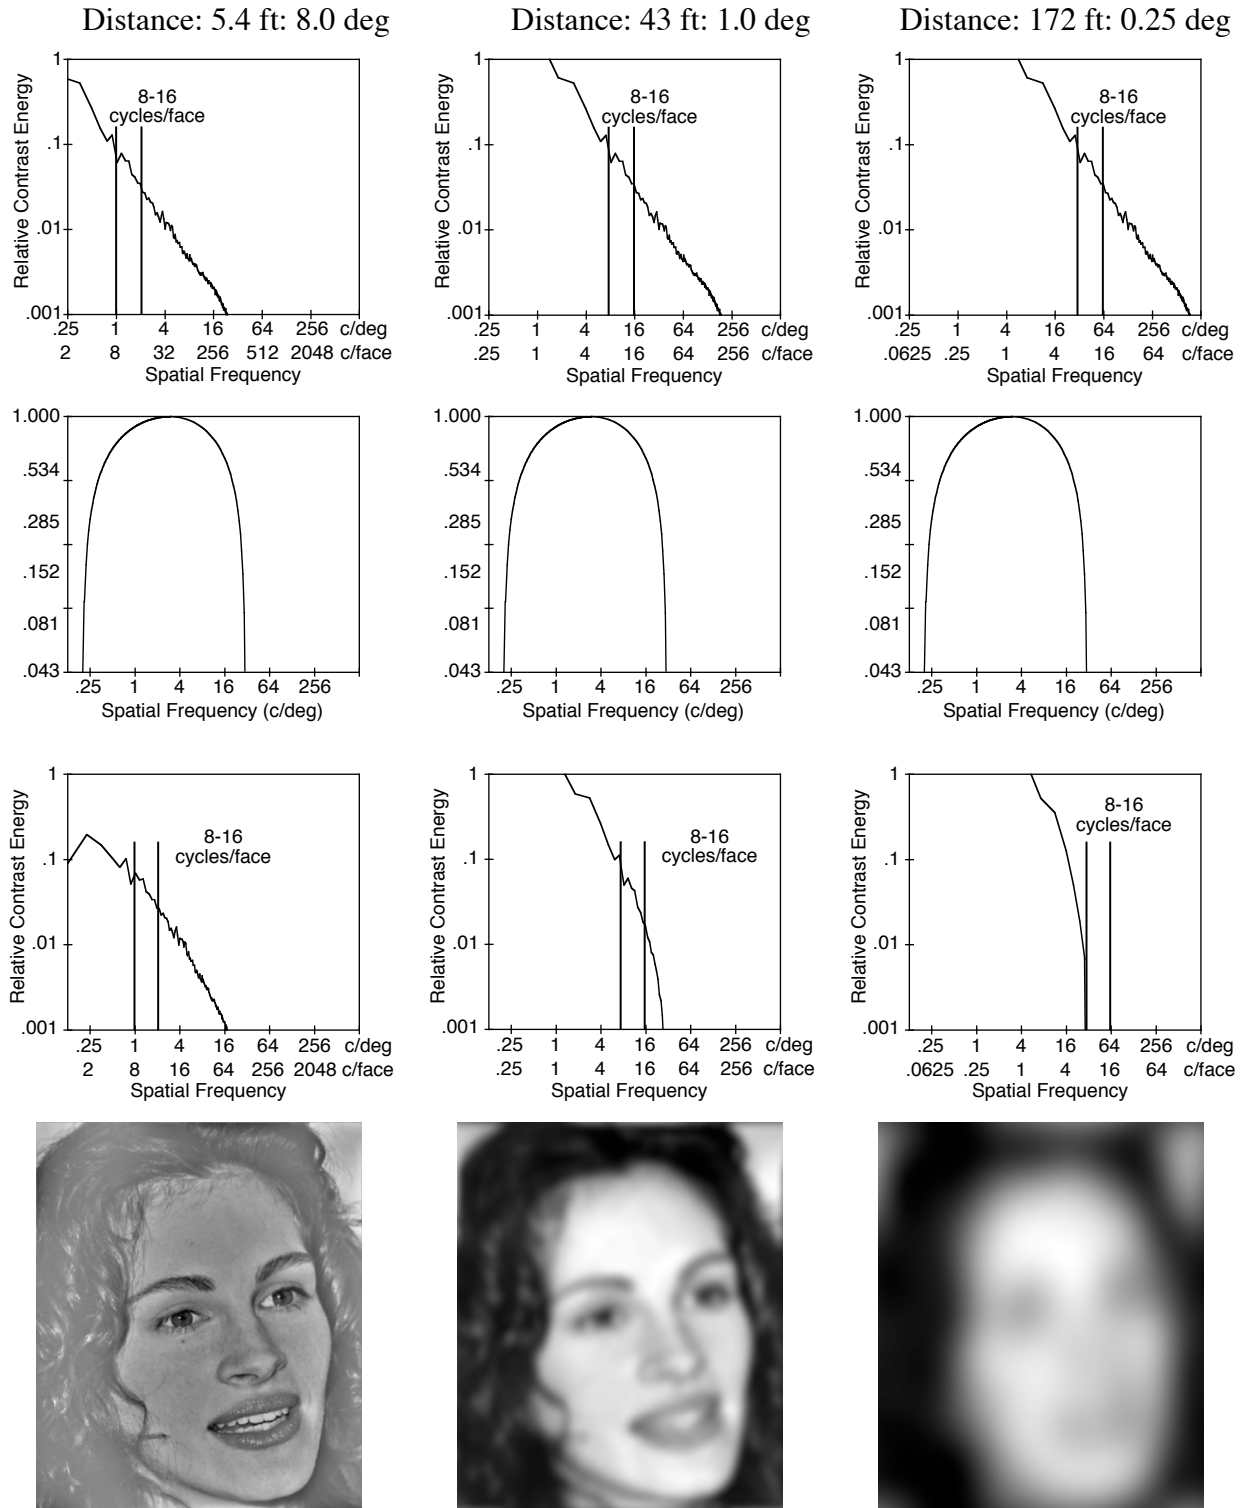 Distance: 5.4 ft: 8.0 deg
Distance: 43 ft: 1.0 deg
Distance: 172 ft: 0.25 deg
Relative Contrast Energy
1
.1
.01
.001
8-16
cycles/face
.25 1 4 16 64 256 c/deg
2 8 32 256 512 2048 c/face
Spatial Frequency
Relative Contrast Energy
1
.1
.01
.001
8-16
cycles/face
.25 1 4 16 64 256 c/deg
.25 1 4 16 64 256 c/face
Spatial Frequency
Relative Contrast Energy
1
.1
.01
.001
8-16
cycles/face
.25 1 4 16 64 256 c/deg
.0625 .25 1 4 16 64 c/face
Spatial Frequency
1.000
.534
.285
.152
.081
.043
.25 1 4 16 64 256
Spatial Frequency (c/deg)
1.000
.534
.285
.152
.081
.043
.25 1 4 16 64 256
Spatial Frequency (c/deg)
1.000
.534
.285
.152
.081
.043
.25 1 4 16 64 256
Spatial Frequency (c/deg)
Relative Contrast Energy
1
.1
.01
.001
8-16
cycles/face
.25 1 4 16 64 256 c/deg
2 8 16 64 256 2048 c/face
Spatial Frequency
Relative Contrast Energy
1
.1
.01
.001
8-16
cycles/face
.25 1 4 16 64 256 c/deg
.25 1 4 16 64 256 c/face
Spatial Frequency
Relative Contrast Energy
1
.1
.01
.001
8-16
cycles/face
.25 1 4 16 64 256 c/deg
.0625 .25 1 4 16 64 c/face
Spatial Frequency